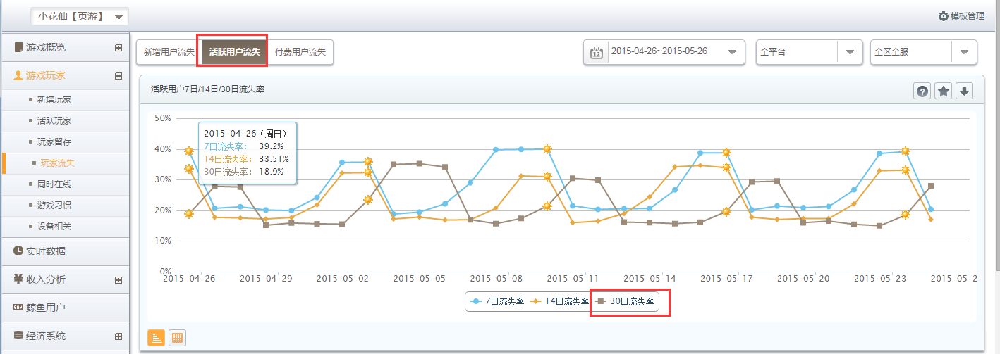 小花仙【页游】
模板管理
游戏概览
游戏玩家
新增玩家
活跃玩家
玩家留存
玩家流失
同时在线
游戏习惯
设备相关
实时数据
收入分析
鲸鱼用户
经济系统
新增用户流失 活跃用户流失 付费用户流失
12 2015-04-26~2015-05-26 全平台 全区全服
活跃用户7日/14日/30日流失率
50%
40%
30%
20%
10%
0%
2015-04-26（周日）
7日流失率： 39.2%
14日流失率： 33.51%
30日流失率： 18.9%
2015-04-26 2015-04-29 2015-05-02 2015-05-05 2015-05-08 2015-05-11 2015-05-14 2015-05-17 2015-05-20 2015-05-23 2015-05-2
7日流失率 14日流失率 30日流失率